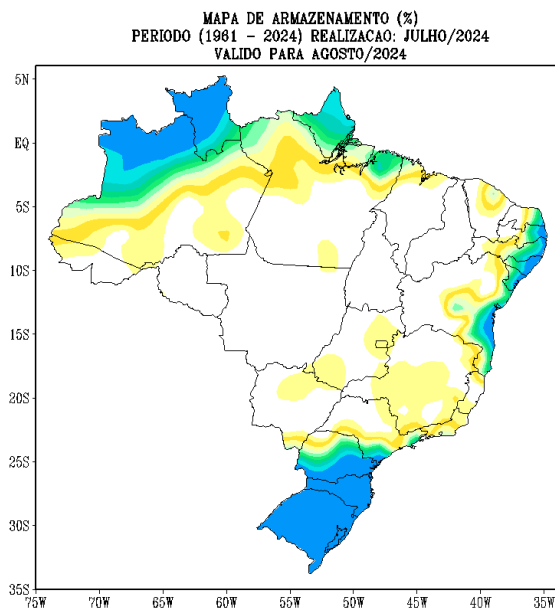 MAPA DE ARMAZENAMENTO (%)
PERIODO (1961 - 2024) REALIZACAO: JULHO/2024
VALIDO PARA AGOSTO/2024
5N
EQ
5S
10S
15S
20S
25S
30S
35S
75W 70W 65W 60W 55W 50W 45W 40W 35W